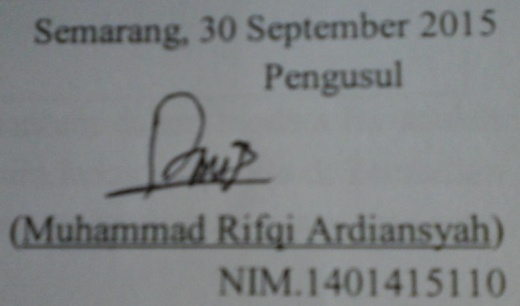 Semarang, 30 September 2015
Pengusul
(Muhammad Rifqi Ardiansyah)
NIM.1401415110